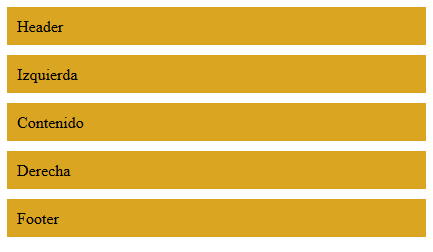 Header
Izquierda
Contenido
Derecha
Footer